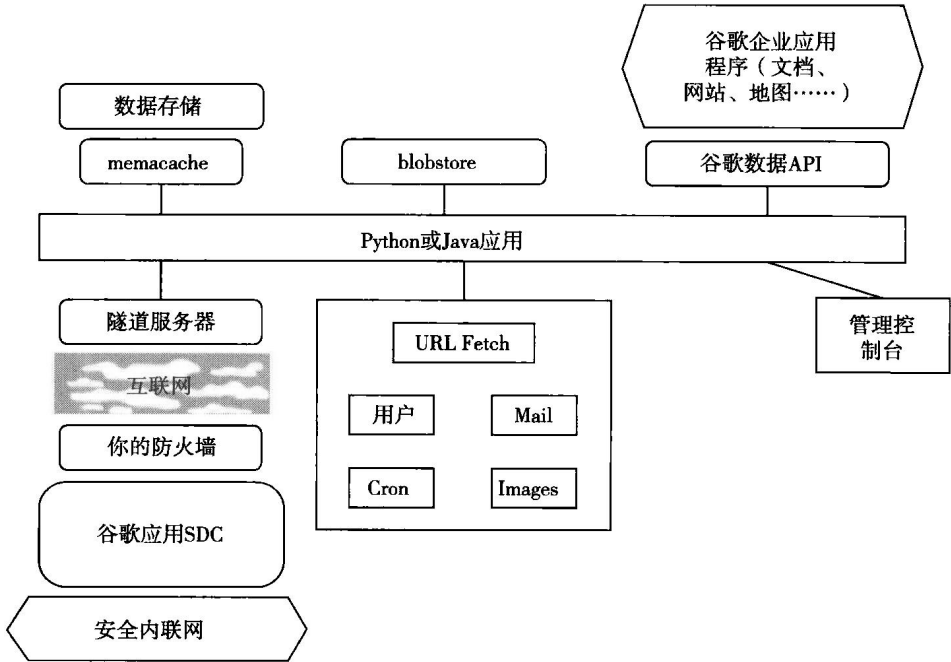 谷歌企业应用
程序（文档、
网站、地图……）
数据存储
memacache
blobstore
谷歌数据API
Python或Java应用
隧道服务器
URL Fetch
管理控
制台
互联网
用户
Mail
你的防火墙
Cron
Images
谷歌应用SDC
安全内联网